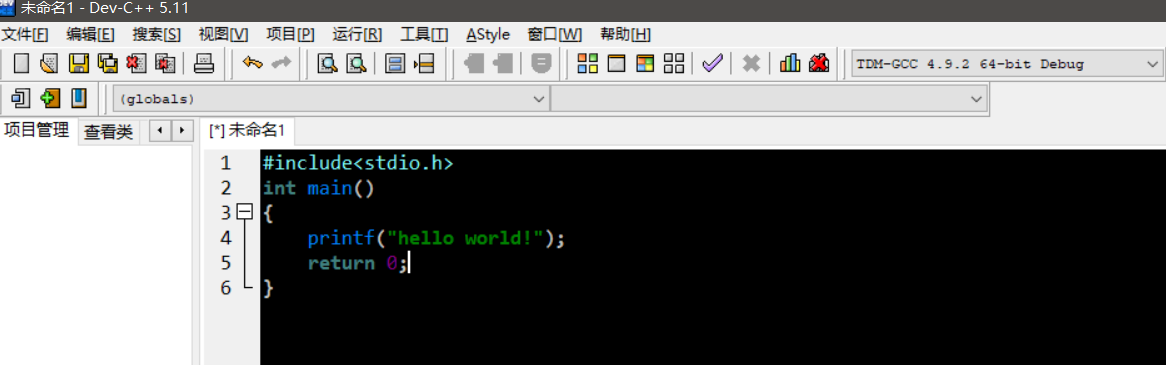 未命名1 - Dev-C++ 5.11
文件[F] 编辑[E] 搜索[S] 视图[V] 项目[P] 运行[R] 工具[T] AStyle 窗口[W] 帮助[H]
TDM-GCC 4.9.2 64-bit Debug
(globals)
项目管理 查看类 [*] 未命名1
1 #include<stdio.h>
2 int main()
3 {
4 printf("hello world!");
5 return 0;
6 }